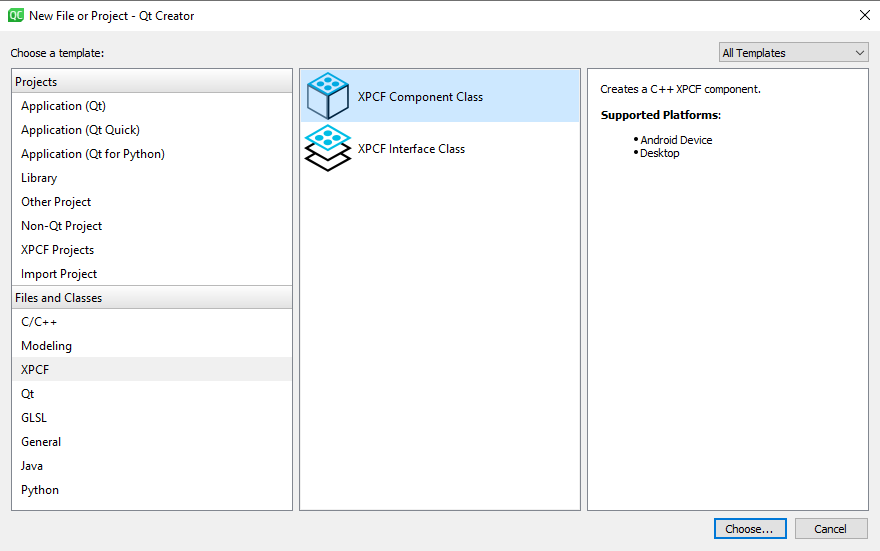 QC New File or Project - Qt Creator
Choose a template:
All Templates
Projects
Application (Qt)
Application (Qt Quick)
Application (Qt for Python)
Library
Other Project
Non-Qt Project
XPCF Projects
Import Project
Files and Classes
C/C++
Modeling
XPCF
Qt
GLSL
General
Java
Python
XPCF Component Class
XPCF Interface Class
Creates a C++ XPCF component.
Supported Platforms:
• Android Device
• Desktop
Choose...
Cancel